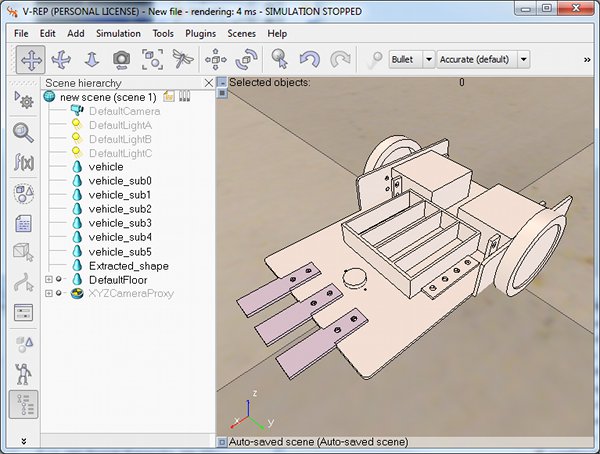 V-REP (PERSONAL LICENSE) - New file - rendering: 4 ms - SIMULATION STOPPED
File Edit Add Simulation Tools Plugins Scenes Help
Bullet Accurate (default) »
Scene hierarchy
Selected objects: 0
new scene (scene 1)
DefaultCamera
DefaultLightA
DefaultLightB
DefaultLightC
vehicle
vehicle_sub0
vehicle_sub1
vehicle_sub2
vehicle_sub3
vehicle_sub4
vehicle_sub5
Extracted_shape
DefaultFloor
XYZCameraProxy
f(x)
z
x y
Auto-saved scene (Auto-saved scene)